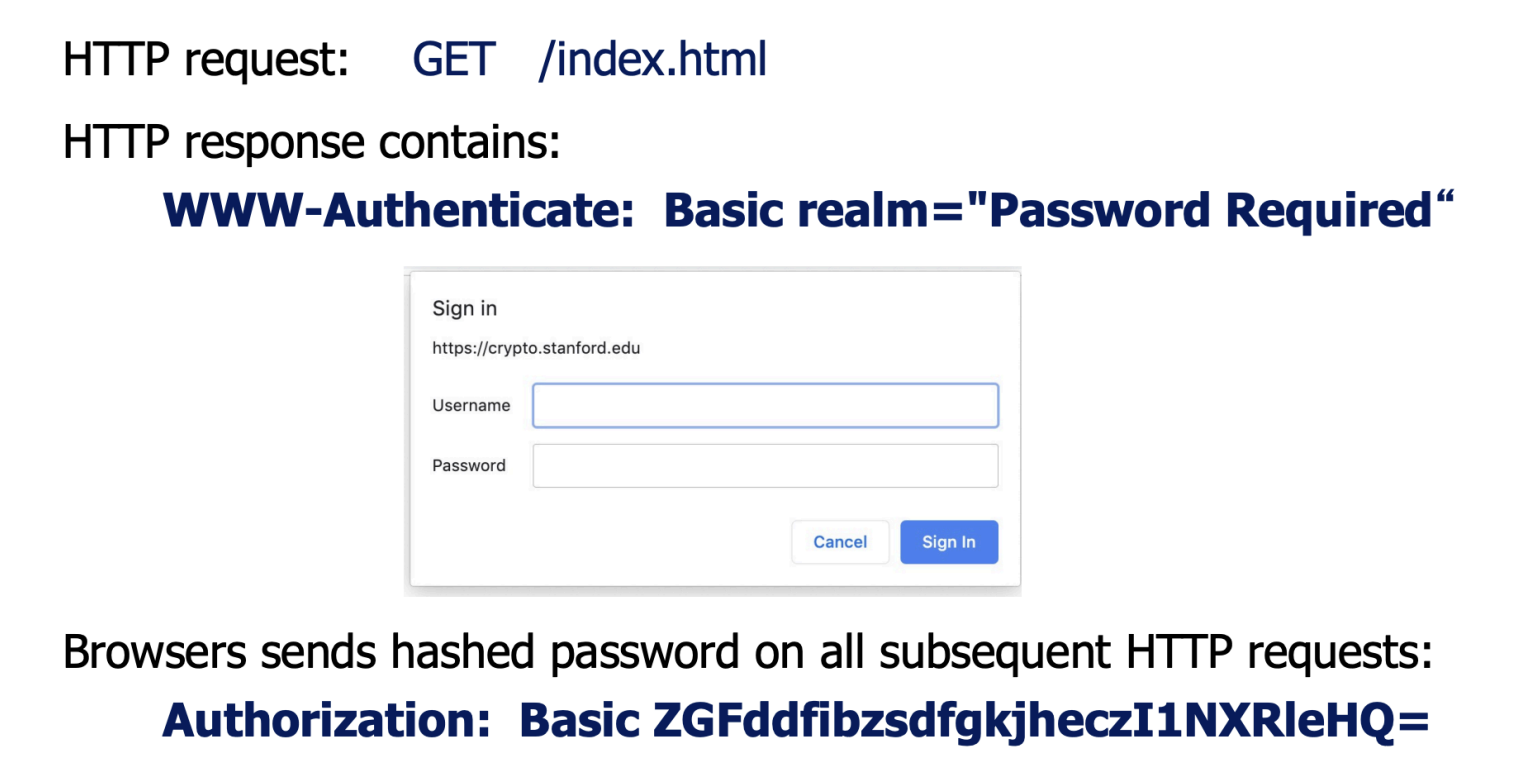 HTTP request: GET /index.html
HTTP response contains:
WWW-Authenticate: Basic realm="Password Required“
Sign in
https://crypto.stanford.edu
Username
Password
Cancel Sign In
Browsers sends hashed password on all subsequent HTTP requests:
Authorization: Basic ZGFddfibzsdfgkjheczI1NXRleHQ=